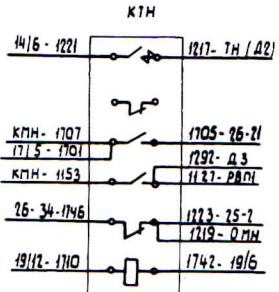 КТН
14/6 - 1221 1217 - ТН (Д2)
КМН - 1707 1705 - 26-21
17/5 - 1701 1292 - Д3
КМН - 1153 1127 - РВП1
26 - 34 - 1746 1223 - 25-2
1219 - ОМН
19/12 - 1710 1742 - 19/6